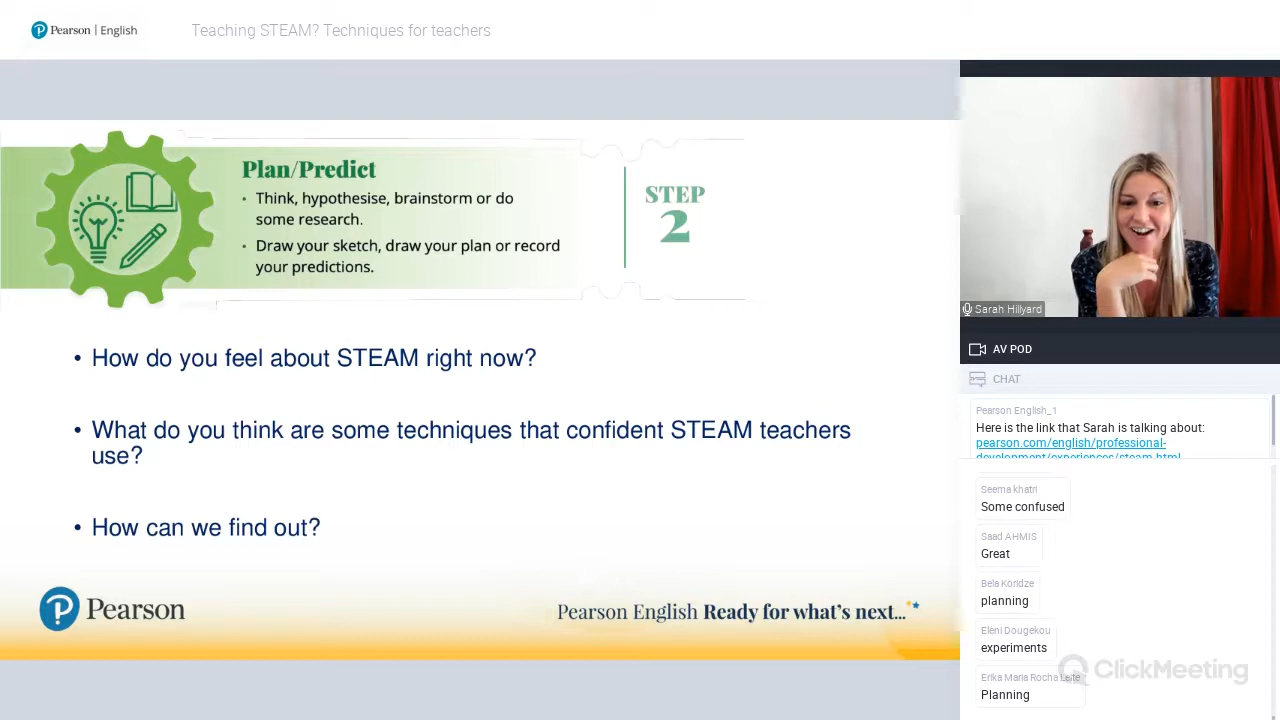 Pearson | English
Teaching STEAM? Techniques for teachers
Plan/Predict
• Think, hypothesise, brainstorm or do
some research.
• Draw your sketch, draw your plan or record
your predictions.
STEP
2
• How do you feel about STEAM right now?
• What do you think are some techniques that confident STEAM teachers
use?
• How can we find out?
Pearson
Pearson English Ready for what's next...
Sarah Hillyard
AV POD
CHAT
Pearson English_1
Here is the link that Sarah is talking about:
pearson.com/english/professional-
development/experiences/steam.html
Seema khatri
Some confused
Saad AHMIS
Great
Bela Koridze
planning
Eleni Dougekou
experiments
Erika Maria Rocha Leite
Planning
ClickMeeting